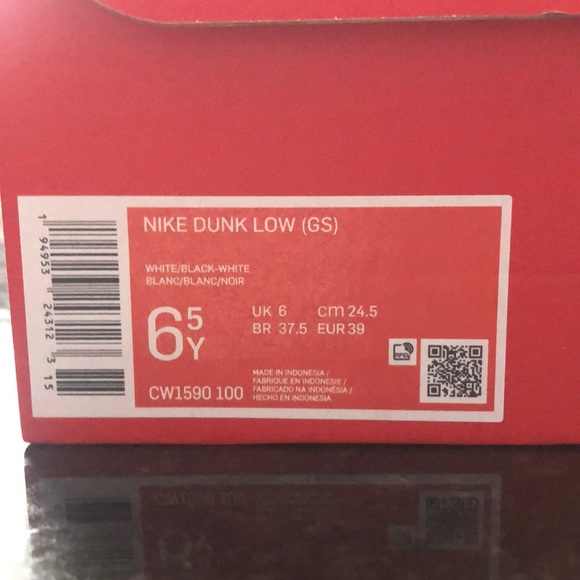 NIKE DUNK LOW (GS)
WHITE/BLACK-WHITE
BLANC/BLANC/NOIR
6 5 Y
UK 6 cm 24.5
BR 37.5 EUR 39
CW1590 100
MADE IN INDONESIA /
FABRIQUE EN INDONESIE /
FABRICADO NA INDONÉSIA /
HECHO EN INDONESIA
RFID
1 94953 24312 3 15